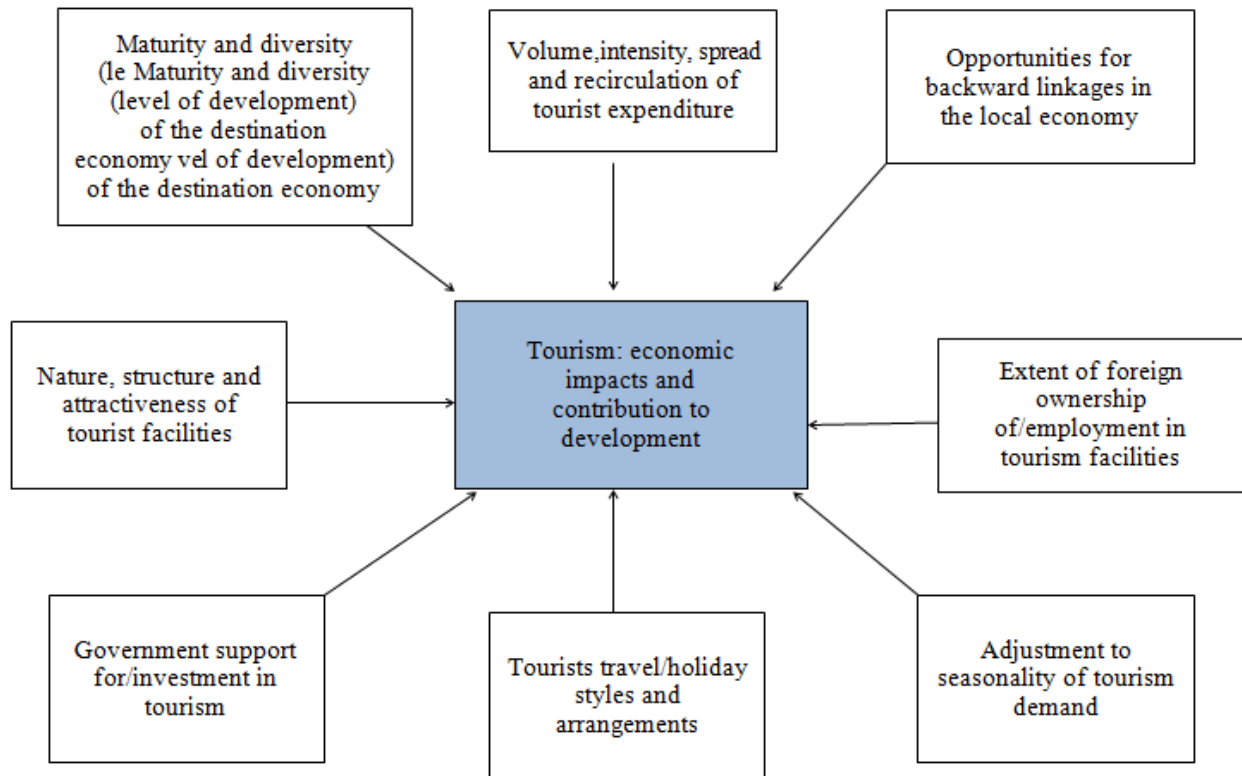 Maturity and diversity
(le Maturity and diversity
(level of development)
of the destination
economy vel of development)
of the destination economy
Volume,intensity, spread
and recirculation of
tourist expenditure
Opportunities for
backward linkages in
the local economy
Nature, structure and
attractiveness of
tourist facilities
Tourism: economic
impacts and
contribution to
development
Extent of foreign
ownership
of/employment in
tourism facilities
Government support
for/investment in
tourism
Tourists travel/holiday
styles and
arrangements
Adjustment to
seasonality of tourism
demand